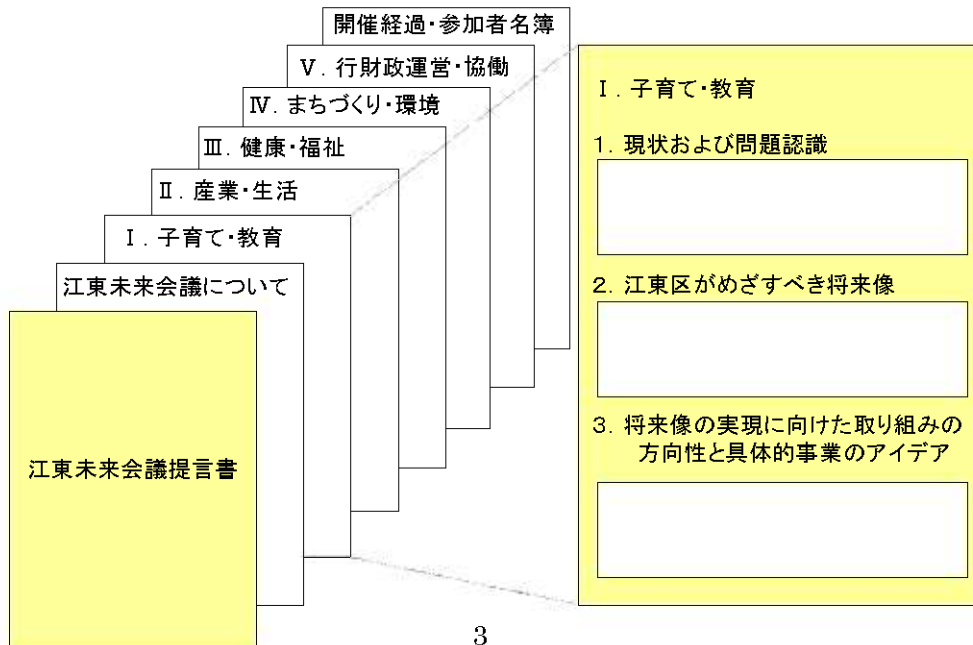 開催経過・参加者名簿
Ⅴ．行財政運営・協働
Ⅳ．まちづくり・環境
Ⅲ．健康・福祉
Ⅱ．産業・生活
Ⅰ．子育て・教育
江東未来会議について
江東未来会議提言書
Ⅰ．子育て・教育
1．現状および問題認識
2．江東区がめざすべき将来像
3．将来像の実現に向けた取り組みの
方向性と具体的事業のアイデア
3